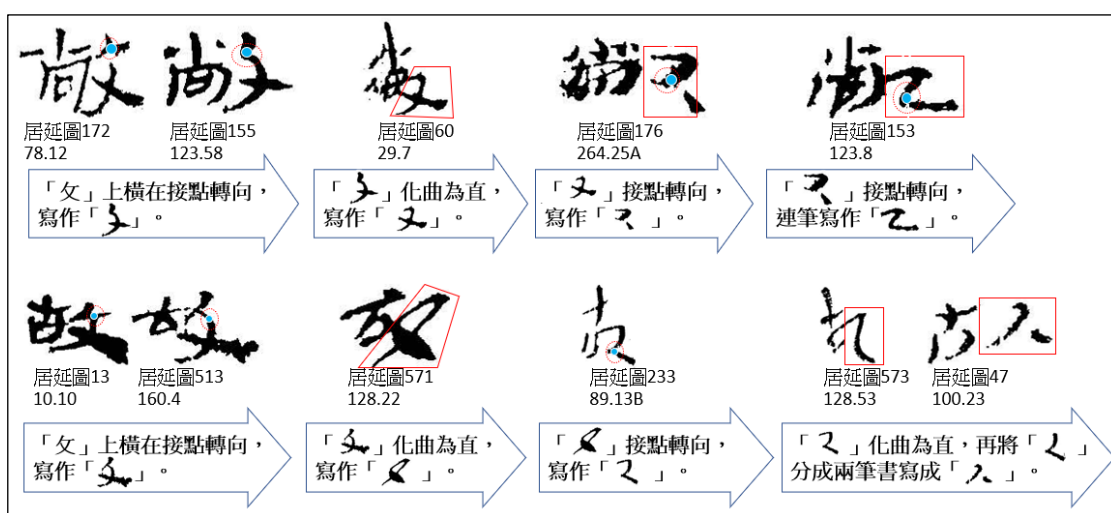 居延圖172
78.12
居延圖155
123.58
居延圖60
29.7
居延圖176
264.25A
居延圖153
123.8
「攵」上橫在接點轉向，
寫作「」。
「」化曲為直，
寫作「」。
「」接點轉向，
寫作「」。
「」接點轉向，
連筆寫作「」。
居延圖13
10.10
居延圖513
160.4
居延圖571
128.22
居延圖233
89.13B
居延圖573
128.53
居延圖47
100.23
「攵」上橫在接點轉向，
寫作「」。
「」化曲為直，
寫作「」。
「」接點轉向，
寫作「」。
「」化曲為直，再將「」
分成兩筆書寫成「」。